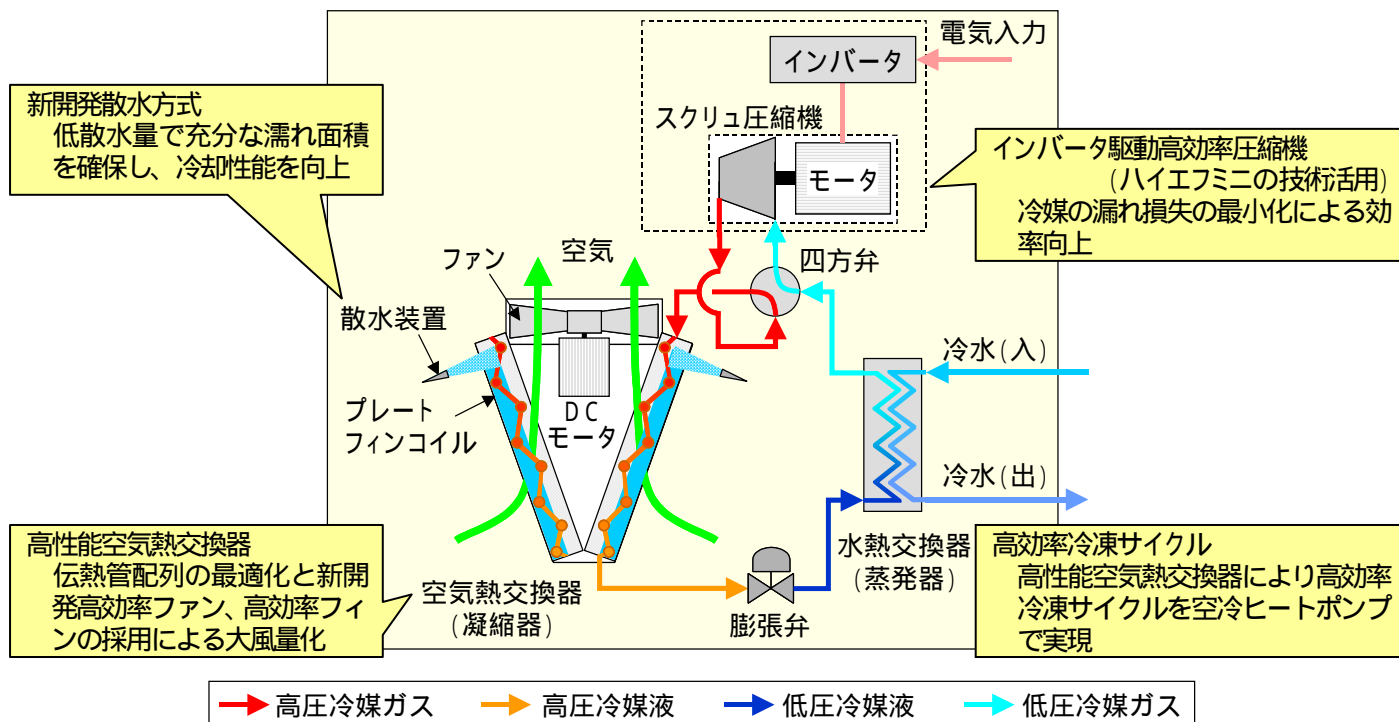 電気入力
インバータ
スクリュ圧縮機
モータ
新開発散水方式
低散水量で充分な濡れ面積
を確保し、冷却性能を向上
インバータ駆動高効率圧縮機
(ハイエフミニの技術活用)
冷媒の漏れ損失の最小化による効
率向上
ファン
空気
四方弁
散水装置
冷水(入)
プレート
フィンコイル
DC
モータ
冷水(出)
高性能空気熱交換器
伝熱管配列の最適化と新開
発高効率ファン、高効率フィ
ンの採用による大風量化
空気熱交換器
(凝縮器)
膨張弁
水熱交換器
(蒸発器)
高効率冷凍サイクル
高性能空気熱交換器により高効率
冷凍サイクルを空冷ヒートポンプ
で実現
高圧冷媒ガス
高圧冷媒液
低圧冷媒液
低圧冷媒ガス